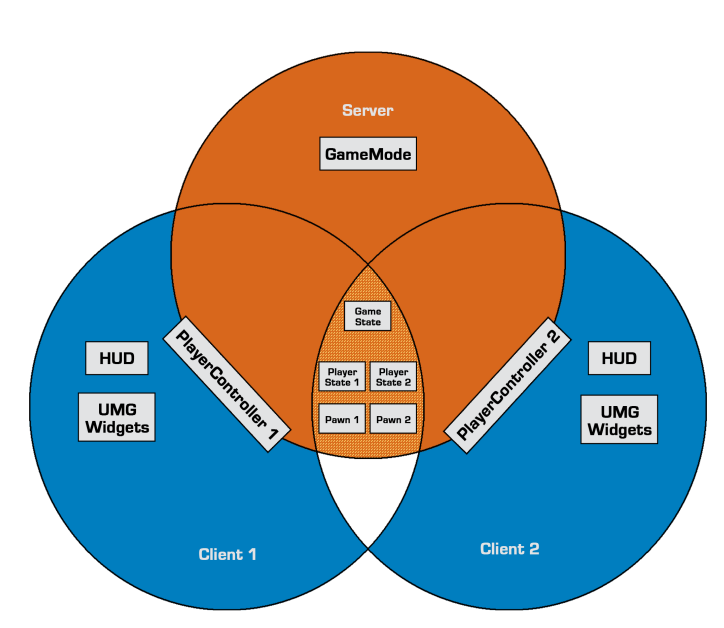 Server
GameMode
Game
State
Player
State 1
Player
State 2
Pawn 1
Pawn 2
PlayerController 1
PlayerController 2
HUD
UMG
Widgets
HUD
UMG
Widgets
Client 1
Client 2